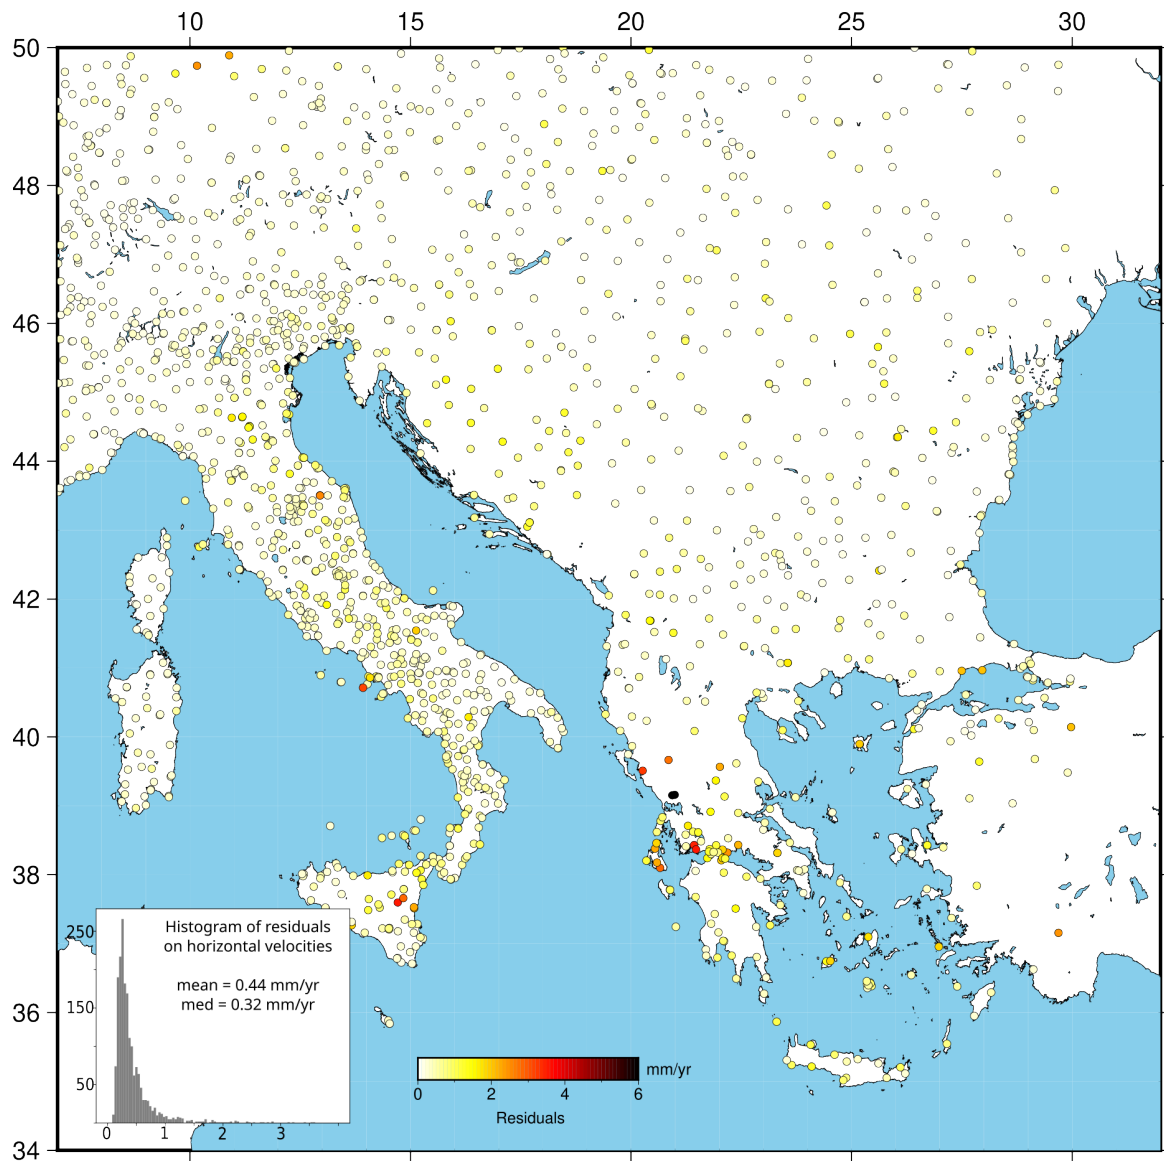 10 15 20 25 30
50
48
46
44
42
40
38
36
34
Histogram of residuals
on horizontal velocities
mean = 0.44 mm/yr
med = 0.32 mm/yr
250
150
50
0 1 2 3
mm/yr
0 2 4 6
Residuals